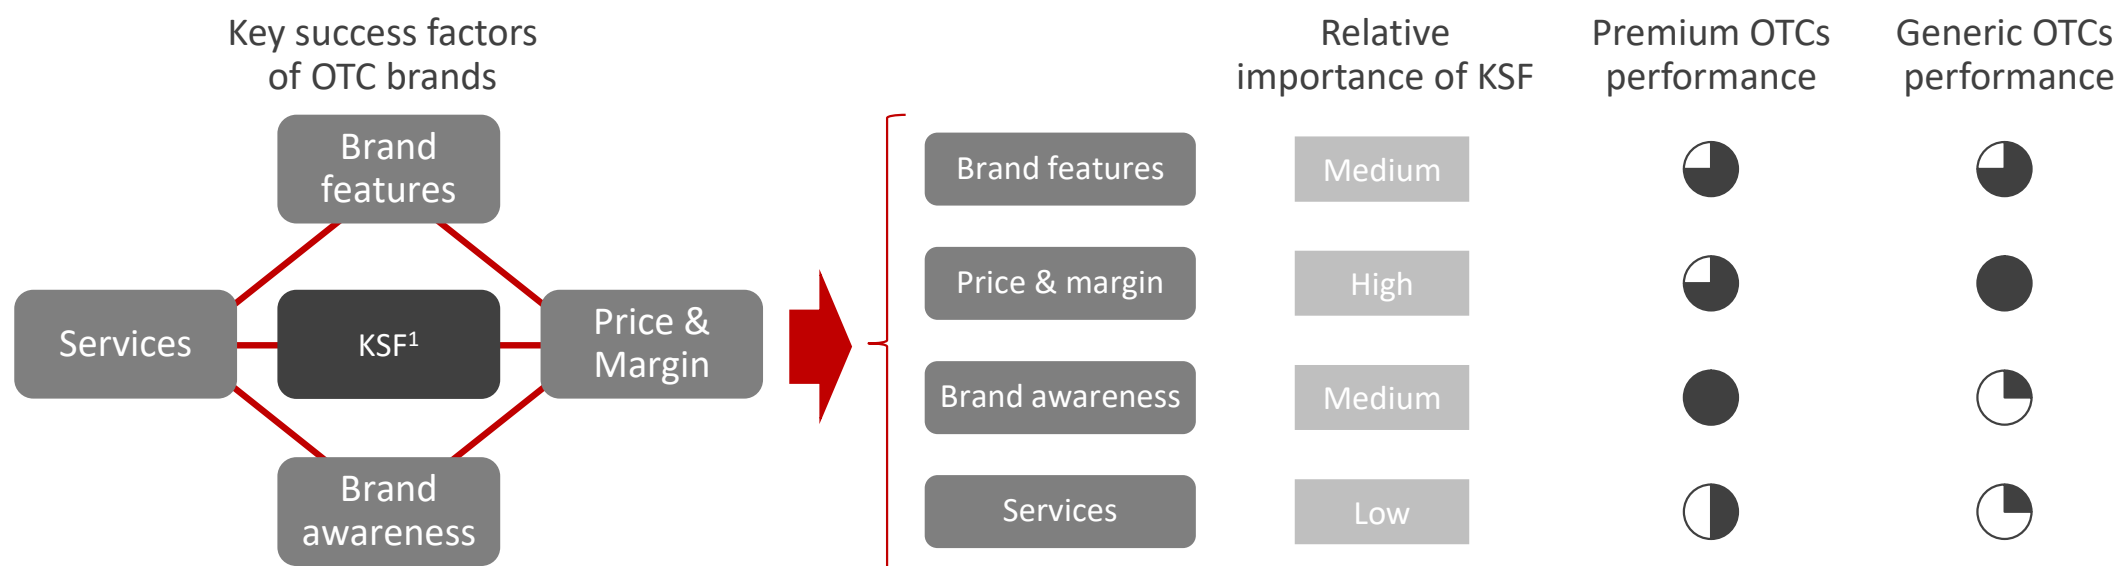 Key success factors
of OTC brands
Brand
features
Services
KSF¹
Price &
Margin
Brand
awareness
Relative
importance of KSF
Premium OTCs
performance
Generic OTCs
performance
Brand features
Medium
Price & margin
High
Brand awareness
Medium
Services
Low